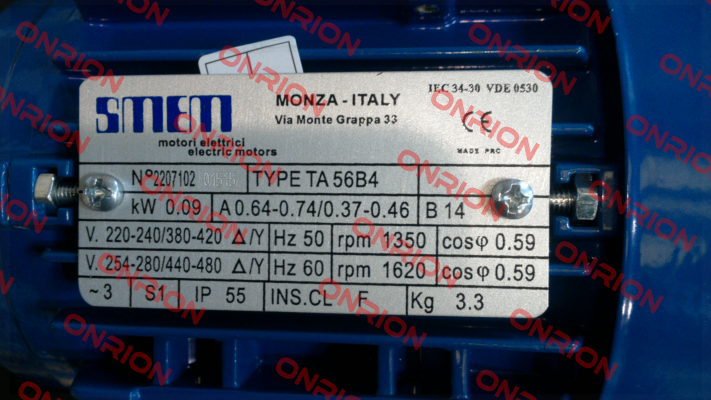 SMEM
motori elettrici
electric motors
MONZA - ITALY
Via Monte Grappa 33
IEC 34-30 VDE 0530
CE
MADE PRC
N° 2207102 TYPE TA 56B4
kW 0.09 A 0.64-0.74/0.37-0.46 B 14
V. 220-240/380-420 Δ/Y Hz 50 rpm 1350 cosφ 0.59
V. 254-280/440-480 Δ/Y Hz 60 rpm 1620 cosφ 0.59
~3 S1 IP 55 INS.CL F Kg 3.3
ONRION